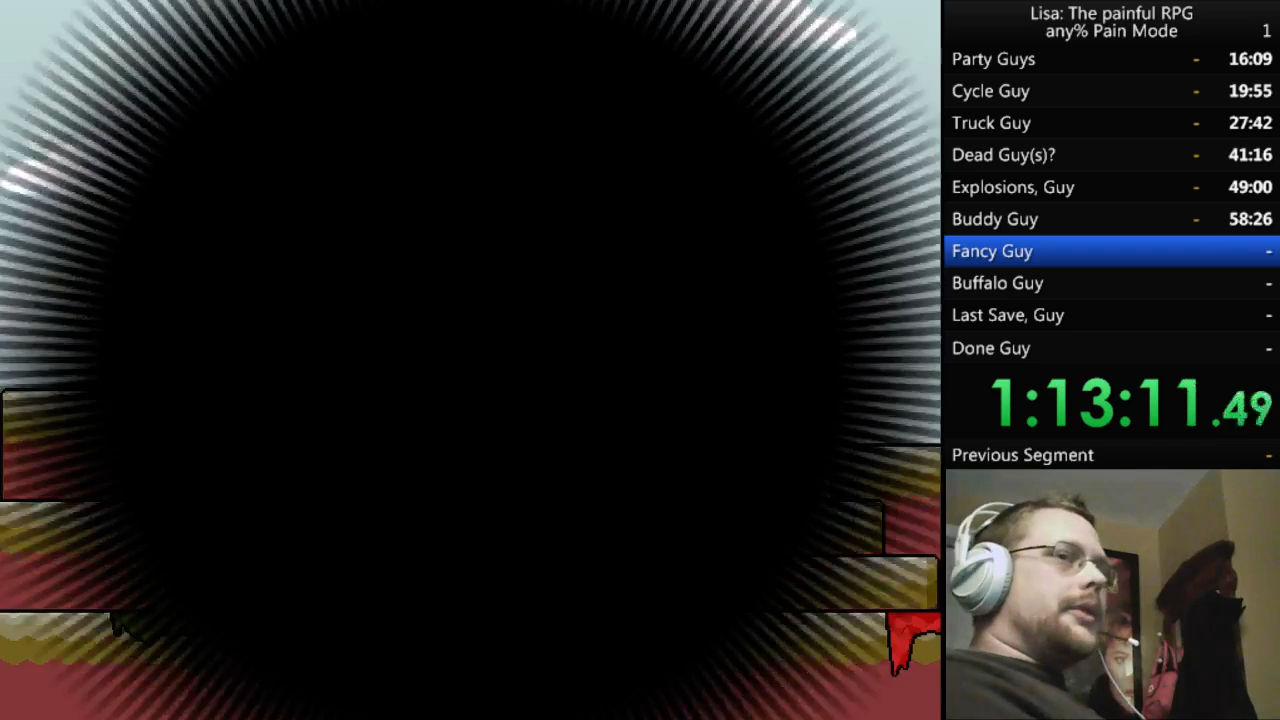 Lisa: The painful RPG
any% Pain Mode 1
Party Guys - 16:09
Cycle Guy - 19:55
Truck Guy - 27:42
Dead Guy(s)? - 41:16
Explosions, Guy - 49:00
Buddy Guy - 58:26
Fancy Guy -
Buffalo Guy -
Last Save, Guy -
Done Guy -
1:13:11.49
Previous Segment -